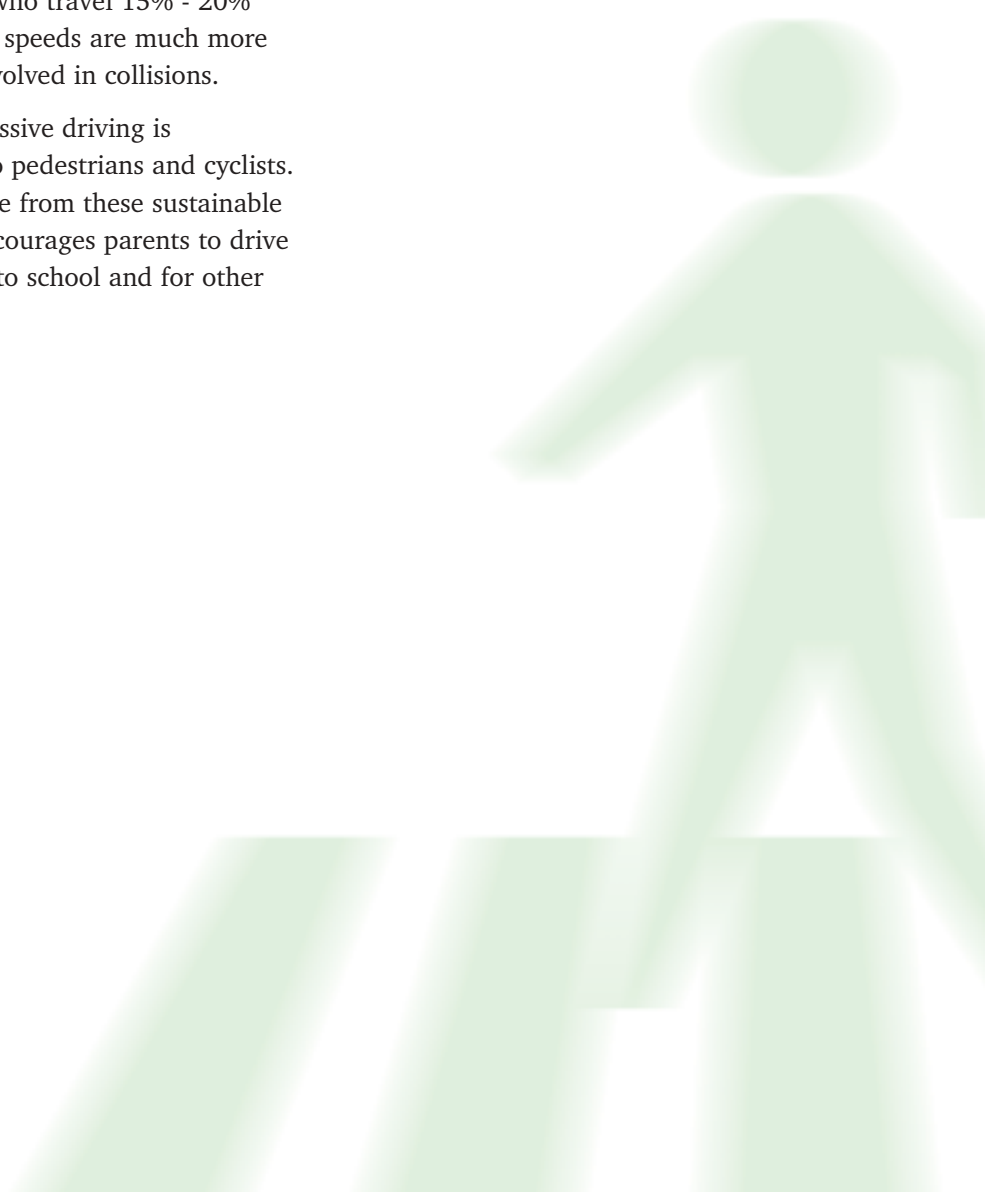 who travel 15% - 20%
speeds are much more
volved in collisions.
ssive driving is
pedestrians and cyclists.
e from these sustainable
courages parents to drive
to school and for other